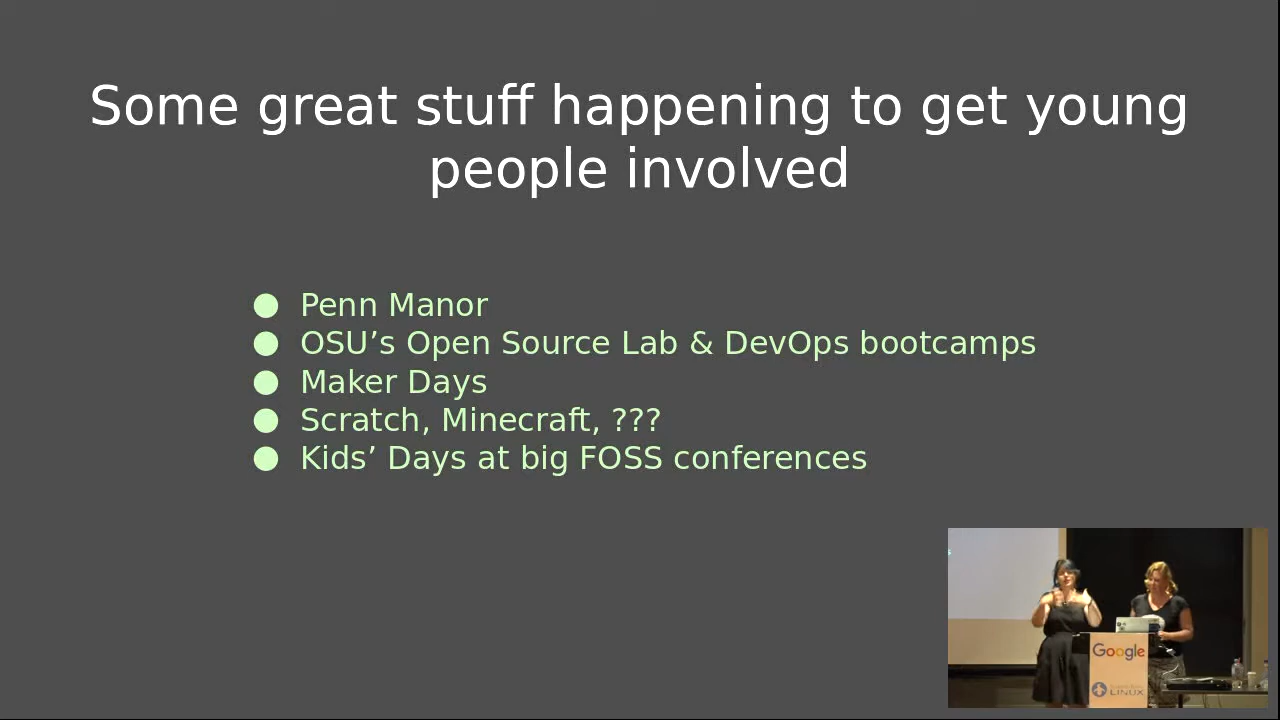 Some great stuff happening to get young
people involved
● Penn Manor
● OSU’s Open Source Lab & DevOps bootcamps
● Maker Days
● Scratch, Minecraft, ???
● Kids’ Days at big FOSS conferences
Google
LINUX